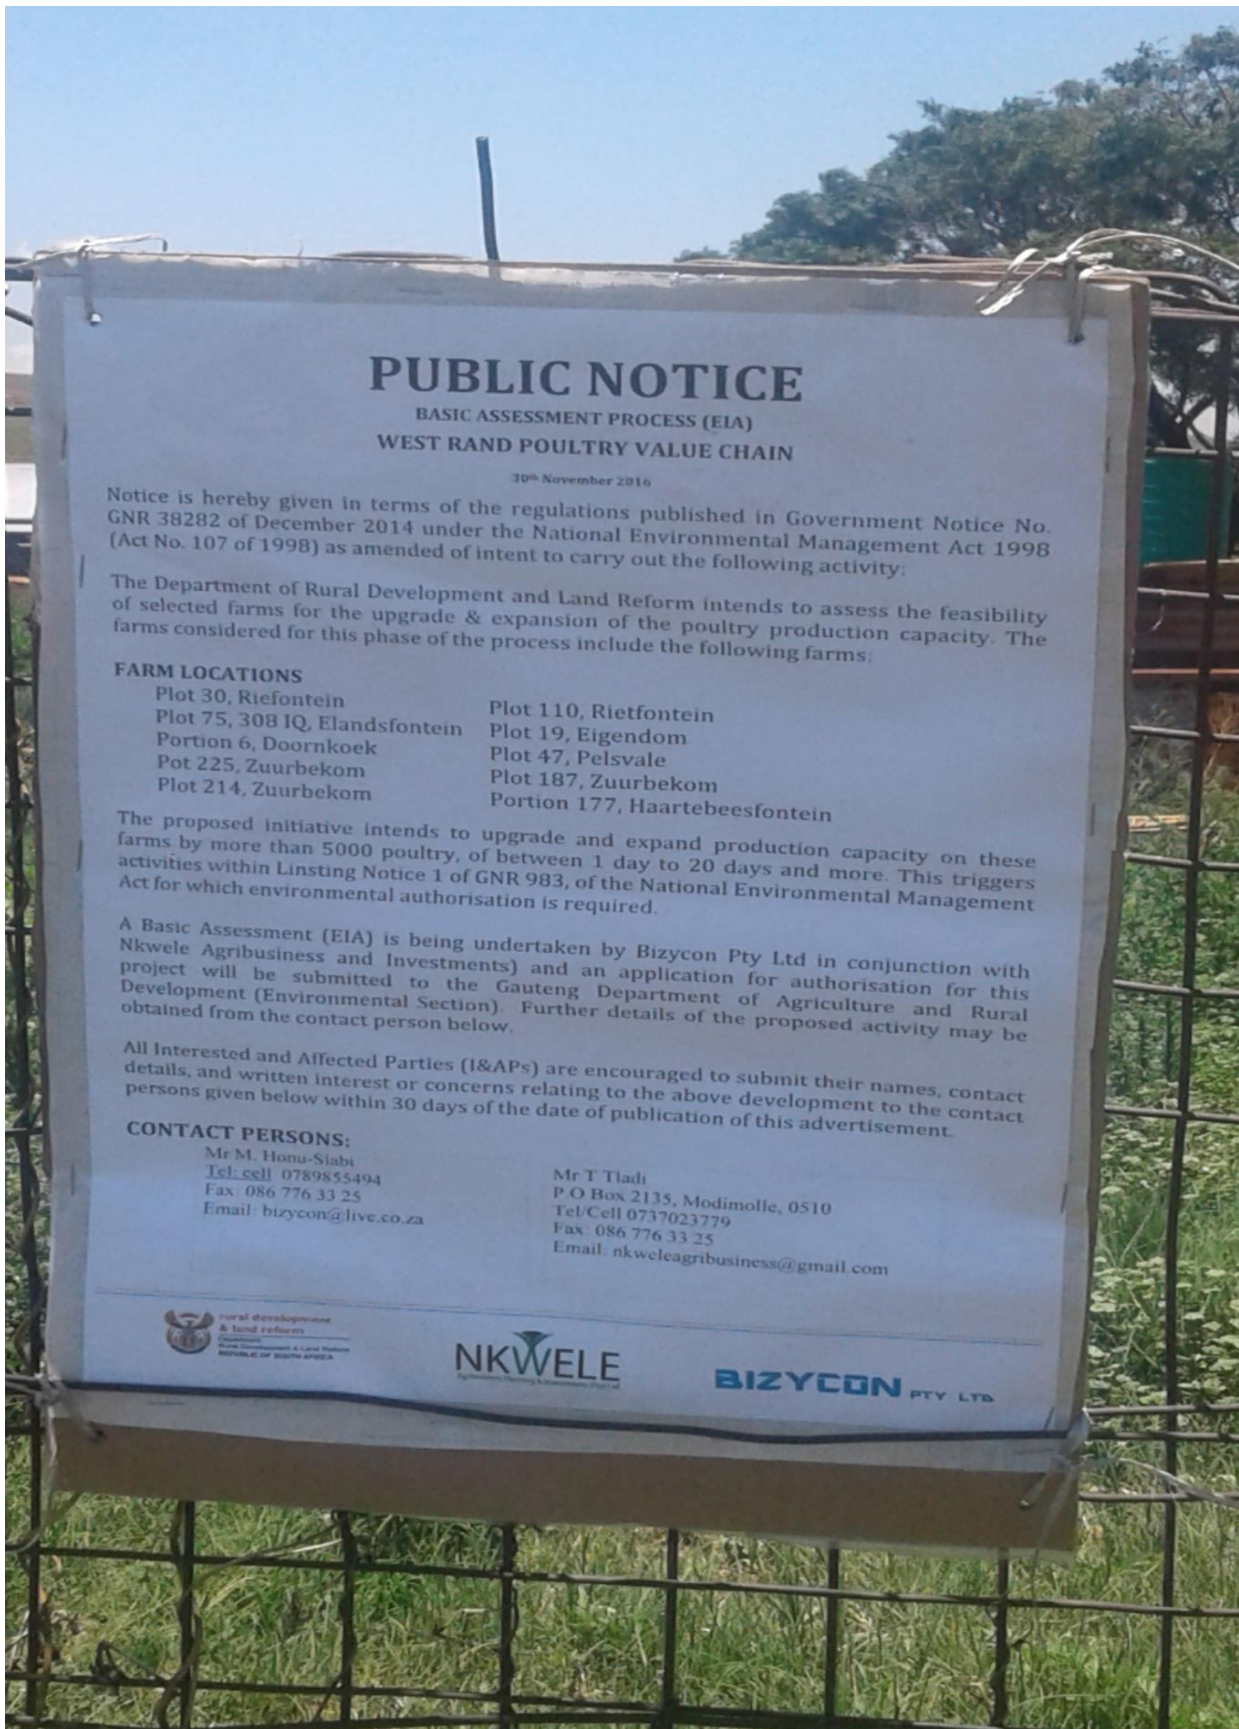 PUBLIC NOTICE
BASIC ASSESSMENT PROCESS (EIA)
WEST RAND POULTRY VALUE CHAIN
30th November 2016
Notice is hereby given in terms of the regulations published in Government Notice No.
GNR 38282 of December 2014 under the National Environmental Management Act 1998
(Act No. 107 of 1998) as amended of intent to carry out the following activity:
The Department of Rural Development and Land Reform intends to assess the feasibility
of selected farms for the upgrade & expansion of the poultry production capacity. The
farms considered for this phase of the process include the following farms:
FARM LOCATIONS
Plot 30, Riefontein
Plot 75, 308 IQ, Elandsfontein
Portion 6, Doornkoek
Pot 225, Zuurbekom
Plot 214, Zuurbekom
Plot 110, Rietfontein
Plot 19, Eigendom
Plot 47, Pelsvale
Plot 187, Zuurbekom
Portion 177, Haartebeesfontein
The proposed initiative intends to upgrade and expand production capacity on these
farms by more than 5000 poultry, of between 1 day to 20 days and more. This triggers
activities within Linsting Notice 1 of GNR 983, of the National Environmental Management
Act for which environmental authorisation is required.
A Basic Assessment (EIA) is being undertaken by Bizycon Pty Ltd in conjunction with
Nkwele Agribusiness and Investments) and an application for authorisation for this
project will be submitted to the Gauteng Department of Agriculture and Rural
Development (Environmental Section). Further details of the proposed activity may be
obtained from the contact person below.
All Interested and Affected Parties (I&APs) are encouraged to submit their names, contact
details, and written interest or concerns relating to the above development to the contact
persons given below within 30 days of the date of publication of this advertisement.
CONTACT PERSONS:
Mr M. Honu-Siabi
Tel: cell 0789855494
Fax: 086 776 33 25
Email: bizycon@live.co.za
Mr T Tladi
P.O Box 2135, Modimolle, 0510
Tel/Cell 0737023779
Fax: 086 776 33 25
Email: nkweleagribusiness@gmail.com
rural development
& land reform
Department:
Rural Development & Land Reform
REPUBLIC OF SOUTH AFRICA
NKWELE
BIZYCON PTY LTD